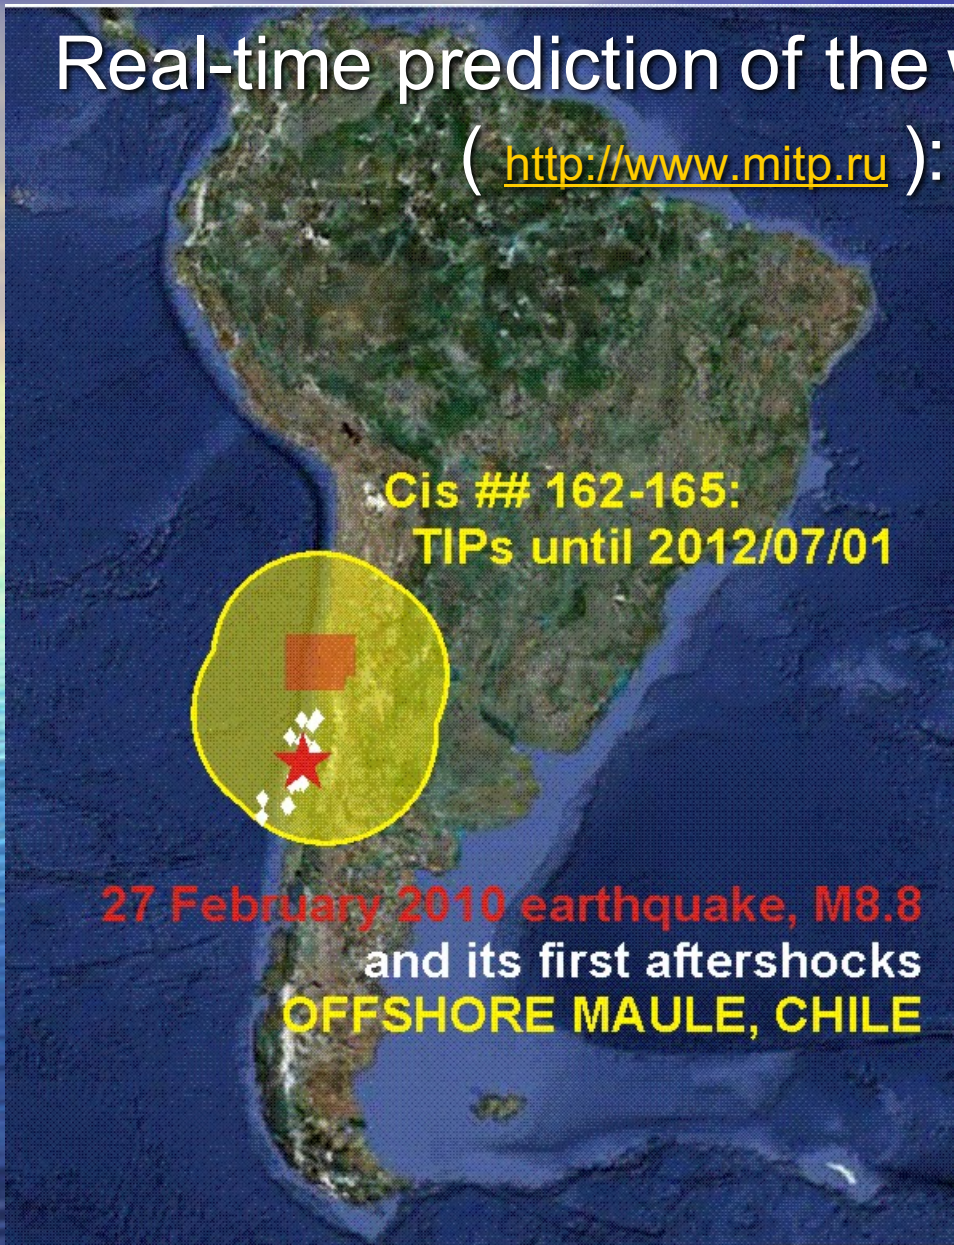 Real-time prediction of the
( http://www.mitp.ru ):
Cis ## 162-165:
TIPs until 2012/07/01
27 February 2010 earthquake, M8.8
and its first aftershocks
OFFSHORE MAULE, CHILE